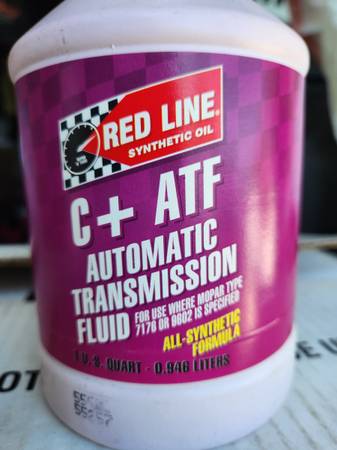 RED LINE
SYNTHETIC OIL
C+ ATF
AUTOMATIC
TRANSMISSION
FLUID
FOR USE WHERE MOPAR TYPE
7176 OR 9602 IS SPECIFIED
ALL-SYNTHETIC
FORMULA
1 U.S. QUART - 0.946 LITERS